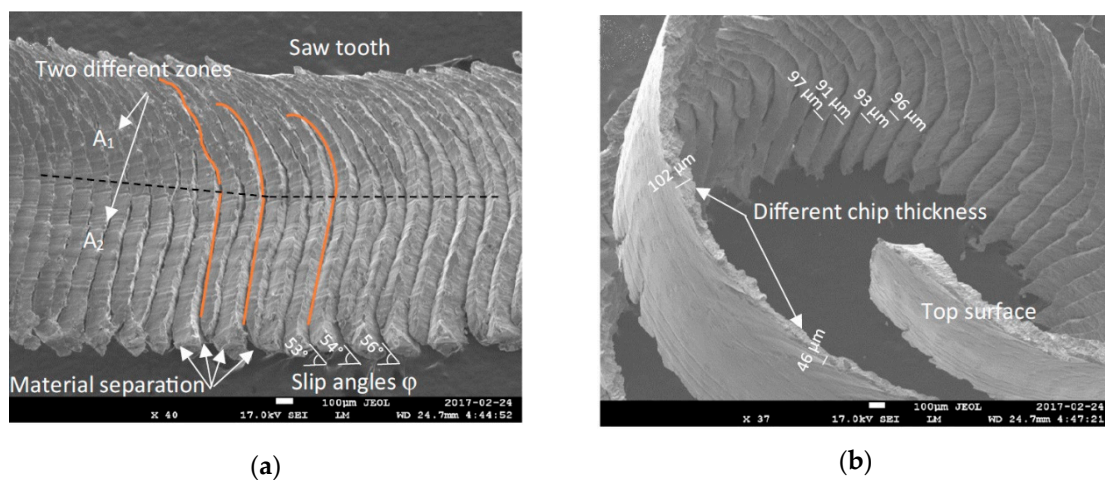 Saw tooth
Two different zones
A1
A2
53°
54°
56°
Material separation
Slip angles φ
100μm JEOL 2017-02-24
X 40 17.0kV SEI LM WD 24.7mm 4:44:52
(a)
97 μm
91 μm
93 μm
96 μm
102 μm
Different chip thickness
Top surface
46 μm
100μm JEOL 2017-02-24
X 37 17.0kV SEI LM WD 24.7mm 4:47:21
(b)